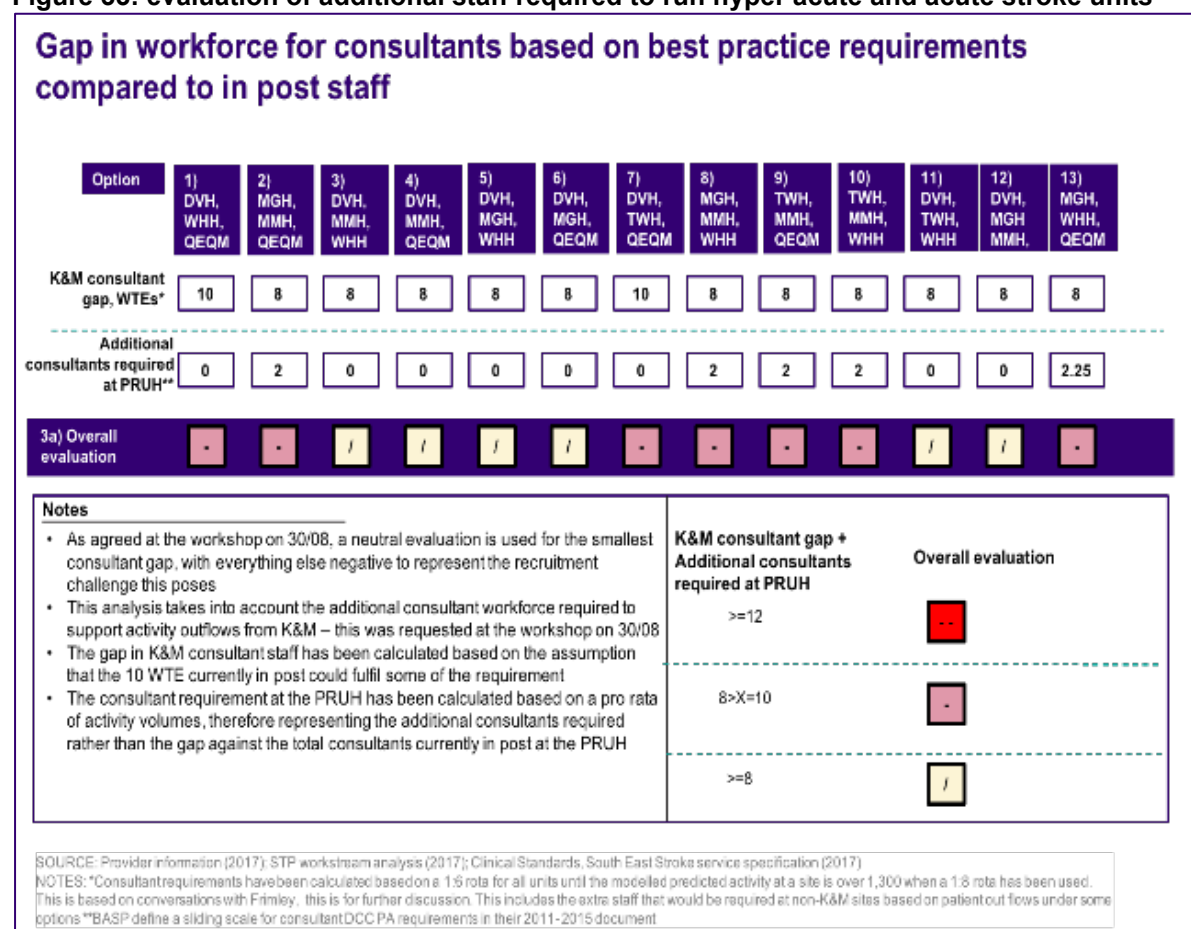 Figure 33: evaluation of additional staff required to run hyper acute and acute stroke units
Gap in workforce for consultants based on best practice requirements
compared to in post staff
Option
1) DVH, WHH, QEQM
2) MGH, MMH, QEQM
3) DVH, MMH, WHH
4) DVH, MMH, QEQM
5) DVH, MGH, WHH
6) DVH, MGH, QEQM
7) DVH, TWH, QEQM
8) MGH, MMH, WHH
9) TWH, MMH, QEQM
10) TWH, MMH, WHH
11) DVH, TWH, WHH
12) DVH, MGH MMH,
13) MGH, WHH, QEQM
K&M consultant
gap, WTEs*
10 8 8 8 8 8 10 8 8 8 8 8 8
Additional
consultants required
at PRUH**
0 2 0 0 0 0 0 2 2 2 0 0 2.25
3a) Overall
evaluation
- - / / / / - - - - / / -
Notes
• As agreed at the workshop on 30/08, a neutral evaluation is used for the smallest
consultant gap, with everything else negative to represent the recruitment
challenge this poses
• This analysis takes into account the additional consultant workforce required to
support activity outflows from K&M – this was requested at the workshop on 30/08
• The gap in K&M consultant staff has been calculated based on the assumption
that the 10 WTE currently in post could fulfil some of the requirement
• The consultant requirement at the PRUH has been calculated based on a pro rata
of activity volumes, therefore representing the additional consultants required
rather than the gap against the total consultants currently in post at the PRUH
K&M consultant gap +
Additional consultants
required at PRUH
Overall evaluation
>=12
--
8>X=10
-
>=8
/
SOURCE: Provider information (2017); STP workstream analysis (2017); Clinical Standards, South East Stroke service specification (2017)
NOTES: *Consultant requirements have been calculated based on a 1:6 rota for all units until the modelled predicted activity at a site is over 1,300 when a 1:8 rota has been used.
This is based on conversations with Frimley, this is for further discussion. This includes the extra staff that would be required at non-K&M sites based on patient out flows under some
options **BASP define a sliding scale for consultant DCC PA requirements in their 2011-2015 document